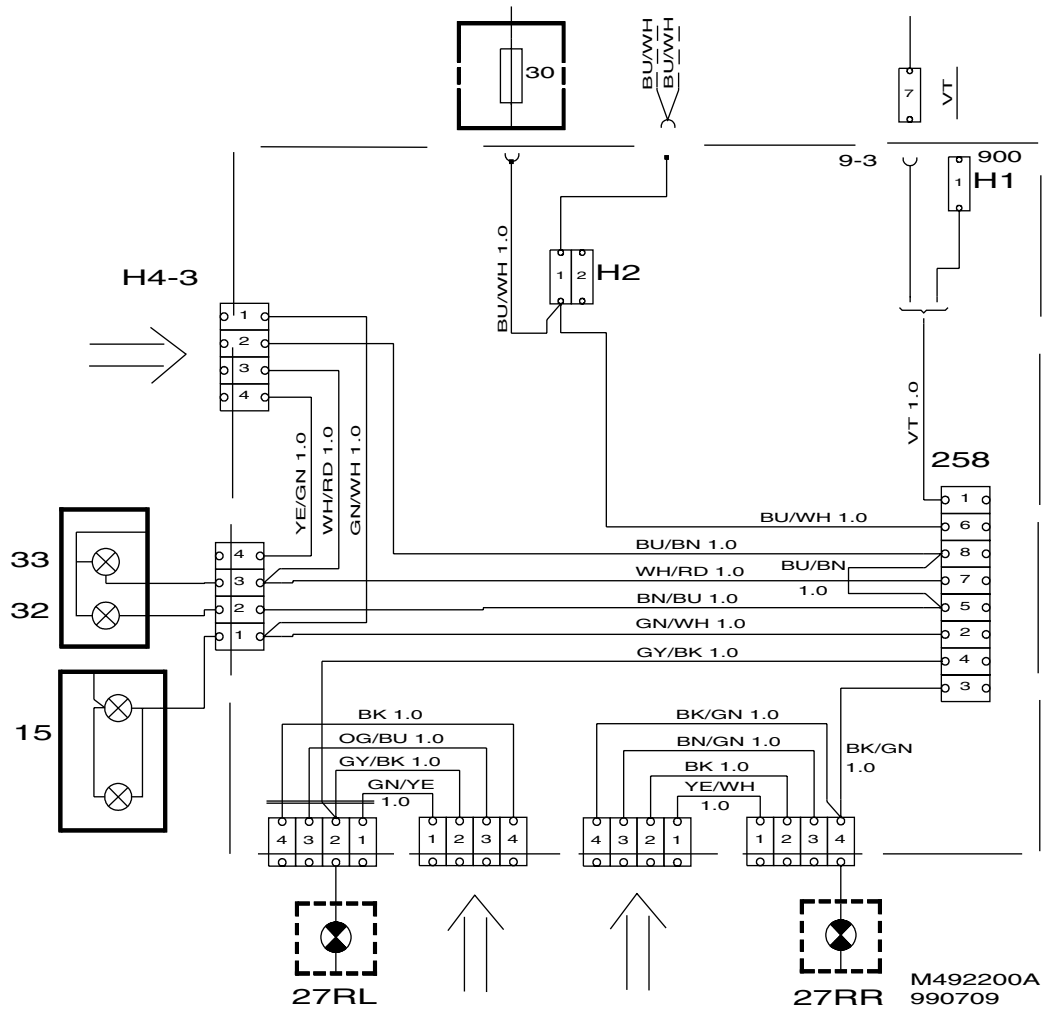 30
BU/WH
BU/WH
7
VT
9-3
900
1
H1
BU/WH 1.0
1 2
H2
H4-3
1
2
3
4
YE/GN 1.0
WH/RD 1.0
GN/WH 1.0
VT 1.0
258
1
6
8
7
5
2
4
3
BU/WH 1.0
BU/BN 1.0
BU/BN
1.0
WH/RD 1.0
BN/BU 1.0
GN/WH 1.0
GY/BK 1.0
33
32
4
3
2
1
15
BK 1.0
OG/BU 1.0
GY/BK 1.0
GN/YE
1.0
BK/GN 1.0
BN/GN 1.0
BK 1.0
YE/WH
1.0
BK/GN
1.0
4 3 2 1
1 2 3 4
4 3 2 1
1 2 3 4
27RL
27RR
M492200A
990709